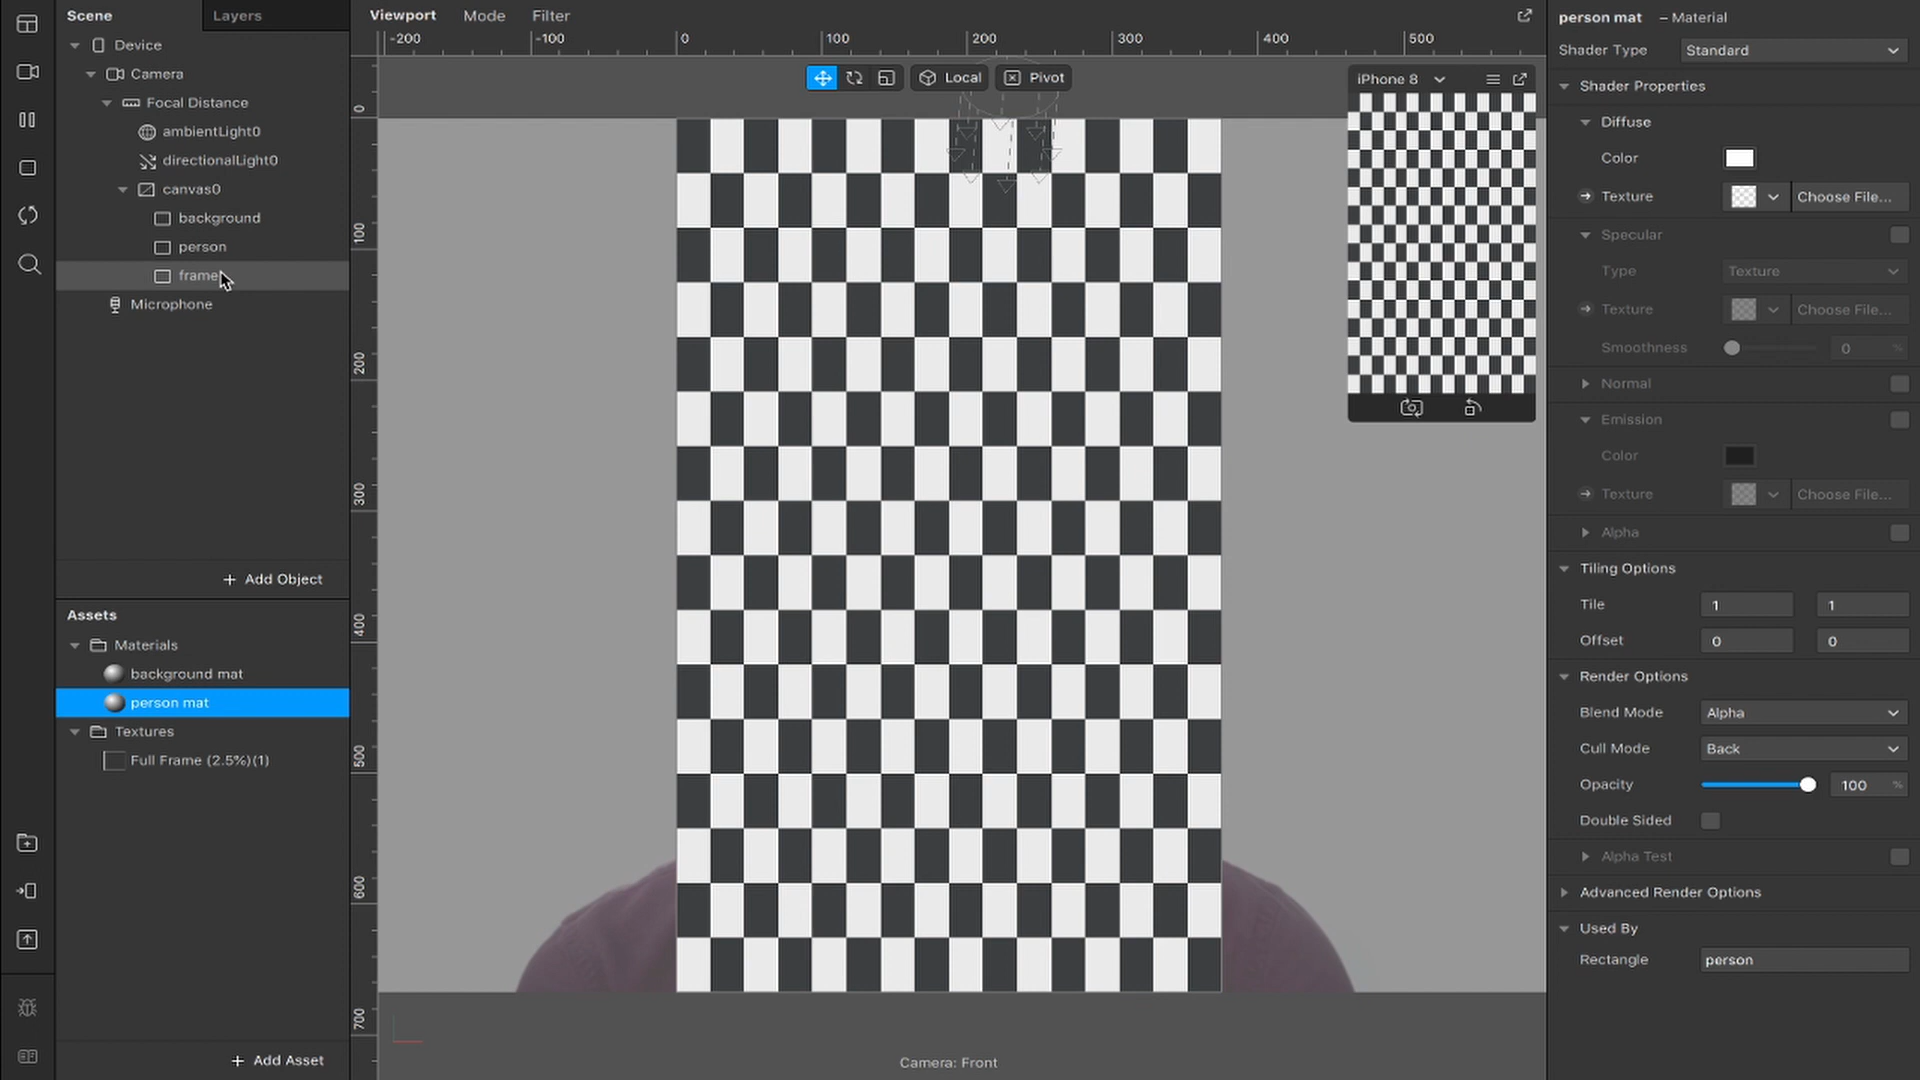 Scene
Layers
Device
Camera
Focal Distance
ambientLight0
directionalLight0
canvas0
background
person
frame
Microphone
+ Add Object
Assets
Materials
background mat
person mat
Textures
Full Frame (2.5%)(1)
+ Add Asset
Viewport Mode Filter
-200 -100 0 100 200 300 400 500
0
100
200
300
400
500
600
700
Local
Pivot
iPhone 8
Camera: Front
person mat – Material
Shader Type Standard
Shader Properties
Diffuse
Color
Texture Choose File...
Specular
Type Texture
Texture Choose File...
Smoothness 0 %
Normal
Emission
Color
Texture Choose File...
Alpha
Tiling Options
Tile 1 1
Offset 0 0
Render Options
Blend Mode Alpha
Cull Mode Back
Opacity 100 %
Double Sided
Alpha Test
Advanced Render Options
Used By
Rectangle person